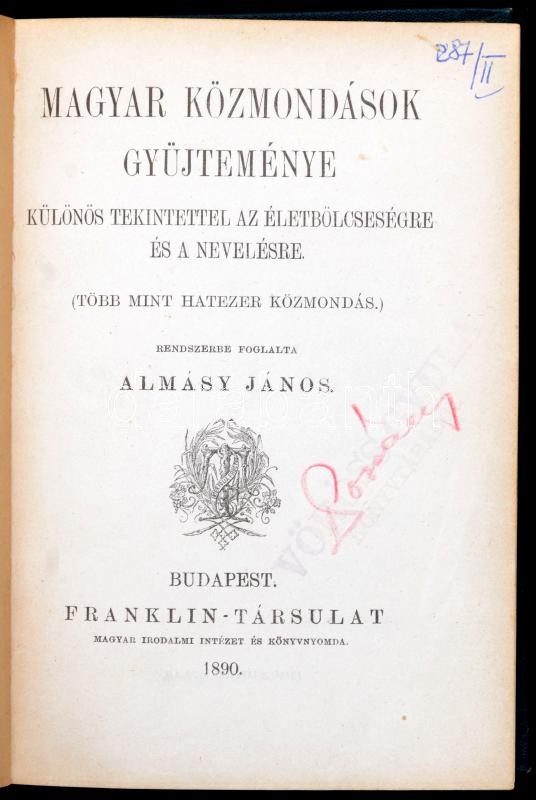 287/II
MAGYAR KÖZMONDÁSOK
GYÜJTEMÉNYE
KÜLÖNÖS TEKINTETTEL AZ ÉLETBÖLCSESÉGRE
ÉS A NEVELÉSRE.
(TÖBB MINT HATEZER KÖZMONDÁS.)
RENDSZERBE FOGLALTA
ALMÁSY JÁNOS.
BUDAPEST.
FRANKLIN-TÁRSULAT
MAGYAR IRODALMI INTÉZET ÉS KÖNYVNYOMDA.
1890.